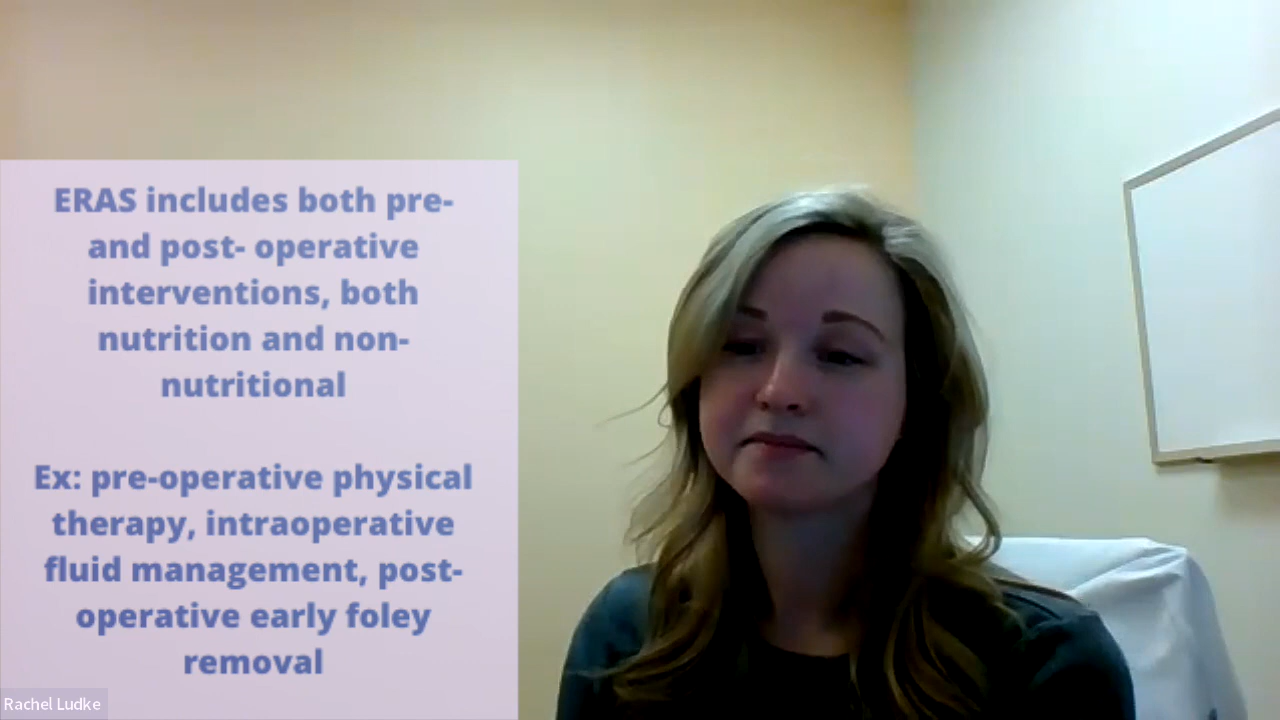 ERAS includes both pre-
and post- operative
interventions, both
nutrition and non-
nutritional
Ex: pre-operative physical
therapy, intraoperative
fluid management, post-
operative early foley
removal
Rachel Ludke